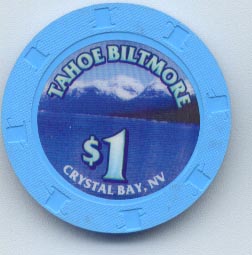 TAHOE BILTMORE
$1
CRYSTAL BAY, NV